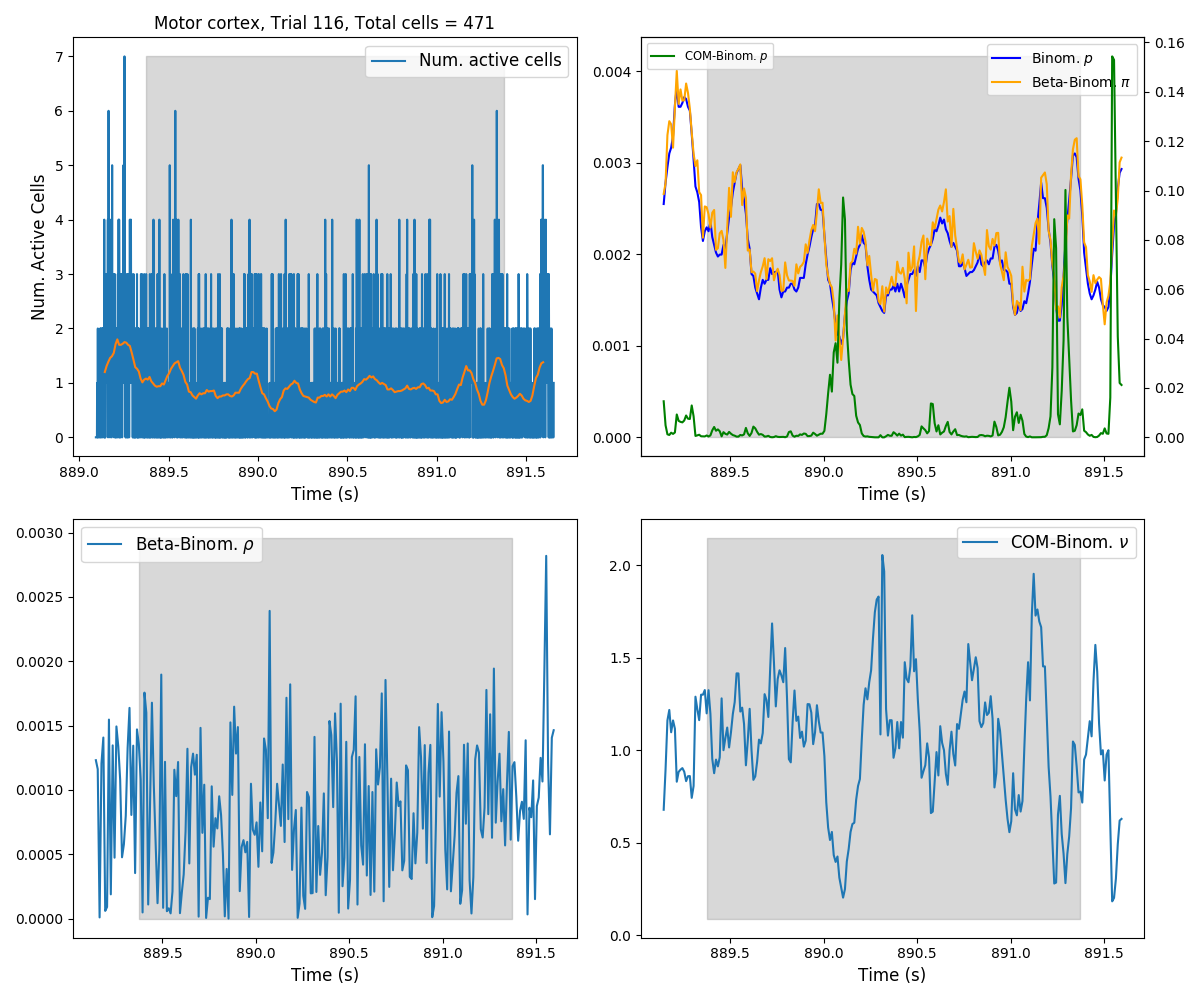 Motor cortex, Trial 116, Total cells = 471
Num. Active Cells
7
6
5
4
3
2
1
0
Num. active cells
889.0 889.5 890.0 890.5 891.0 891.5
Time (s)
COM-Binom. p
Binom. p
Beta-Binom. π
0.004
0.003
0.002
0.001
0.000
0.16
0.14
0.12
0.10
0.08
0.06
0.04
0.02
0.00
889.5 890.0 890.5 891.0 891.5
Time (s)
Beta-Binom. ρ
0.0030
0.0025
0.0020
0.0015
0.0010
0.0005
0.0000
889.5 890.0 890.5 891.0 891.5
Time (s)
COM-Binom. ν
2.0
1.5
1.0
0.5
0.0
889.5 890.0 890.5 891.0 891.5
Time (s)